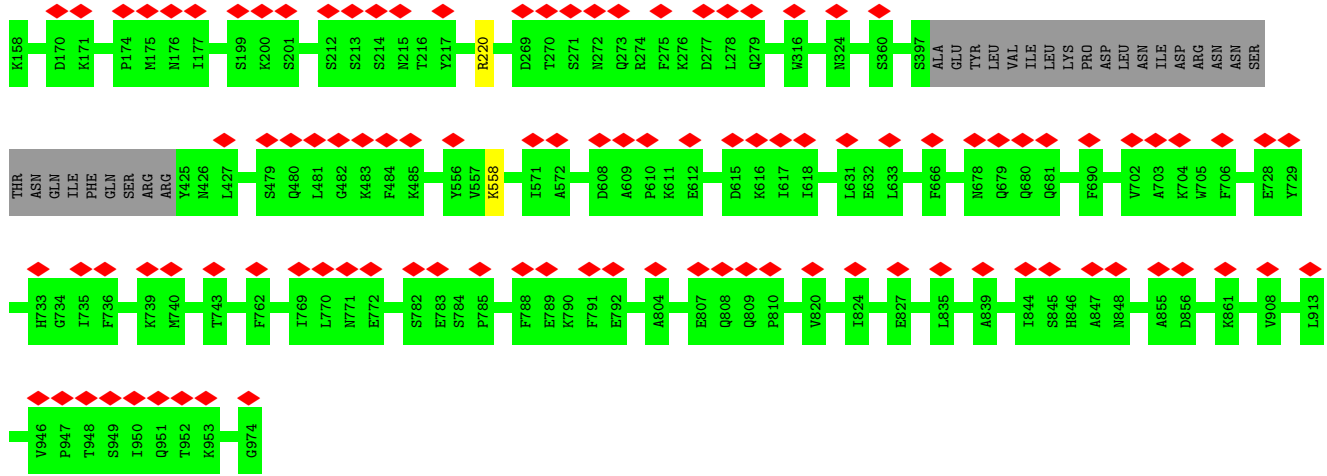 K158 D170 K171 P174 M175 N176 I177 S199 K200 S201 S212 S213 S214 N215 T216 Y217 R220 D269 T270 S271 N272 Q273 R274 F275 K276 D277 L278 Q279 W316 N324 S360 S397 ALA GLU TYR LEU VAL ILE LEU LYS PRO ASP LEU ASN ILE ASP ARG ASN ASN SER
THR ASN GLN ILE PHE GLN SER ARG ARG Y425 N426 L427 S479 Q480 L481 G482 K483 F484 K485 Y556 V557 K558 I571 A572 D608 A609 P610 K611 E612 D615 K616 I617 I618 L631 E632 L633 F666 N678 Q679 Q680 Q681 F690 V702 A703 K704 W705 F706 E728 Y729
H733 G734 I735 F736 K739 M740 T743 F762 I769 L770 N771 E772 S782 E783 S784 P785 F788 E789 K790 F791 E792 A804 E807 Q808 Q809 P810 V820 I824 E827 L835 A839 I844 S845 H846 A847 N848 A855 D856 K861 V908 L913
V946 P947 T948 S949 I950 Q951 T952 K953 G974